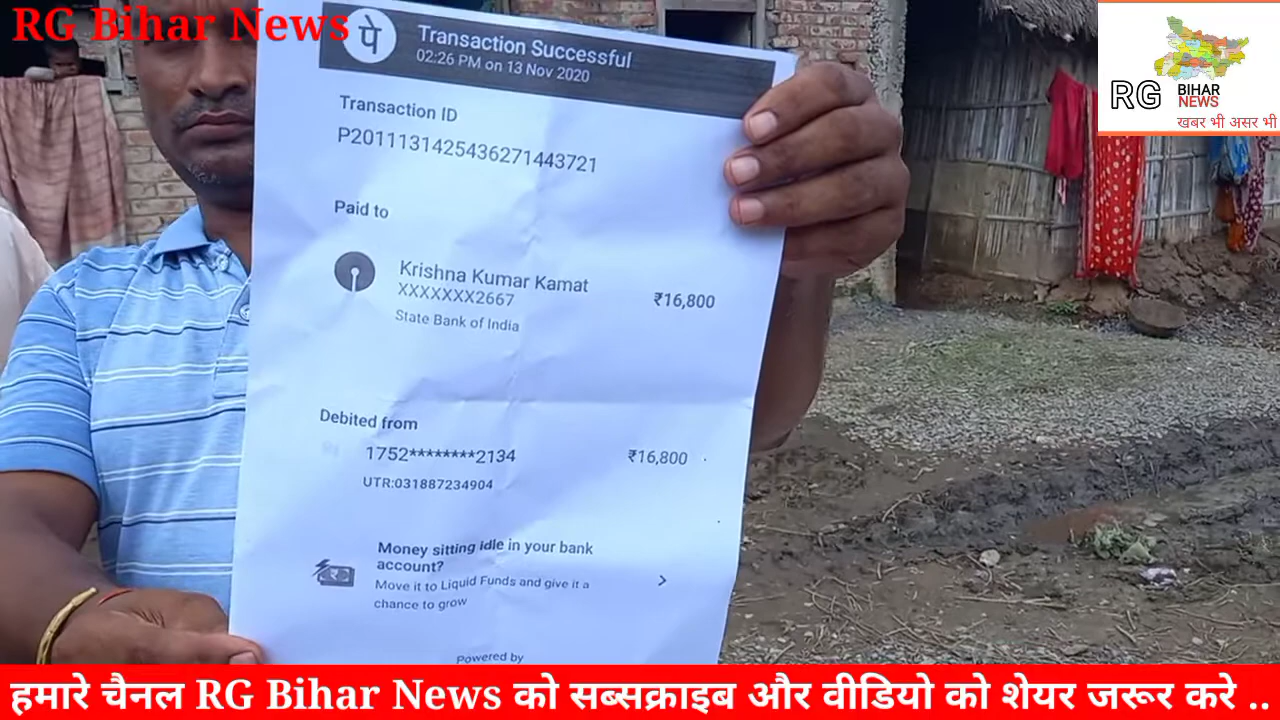 RG Bihar News
पे
Transaction Successful
02:26 PM on 13 Nov 2020
Transaction ID
P2011131425436271443721
Paid to
Krishna Kumar Kamat
XXXXXXX2667
₹16,800
State Bank of India
Debited from
1752********2134
₹16,800
UTR:031887234904
Money sitting idle in your bank
account?
Move it to Liquid Funds and give it a
chance to grow
>
Powered by
RG BIHAR
NEWS
खबर भी असर भी
हमारे चैनल RG Bihar News को सब्सक्राइब और वीडियो को शेयर जरूर करे ..